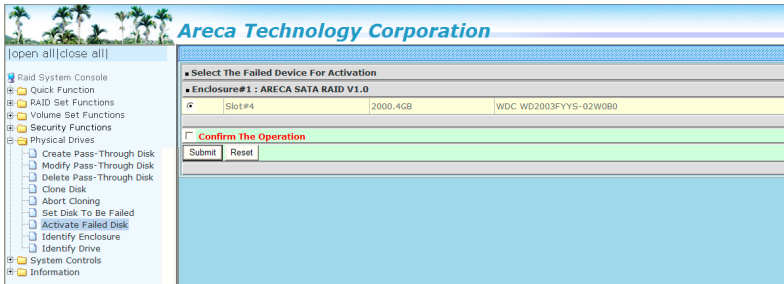 Areca Technology Corporation
|open all|close all|
Raid System Console
Quick Function
RAID Set Functions
Volume Set Functions
Security Functions
Physical Drives
Create Pass-Through Disk
Modify Pass-Through Disk
Delete Pass-Through Disk
Clone Disk
Abort Cloning
Set Disk To Be Failed
Activate Failed Disk
Identify Enclosure
Identify Drive
System Controls
Information
Select The Failed Device For Activation
Enclosure#1 : ARECA SATA RAID V1.0
Slot#4 2000.4GB WDC WD2003FYYS-02W0B0
Confirm The Operation
Submit Reset